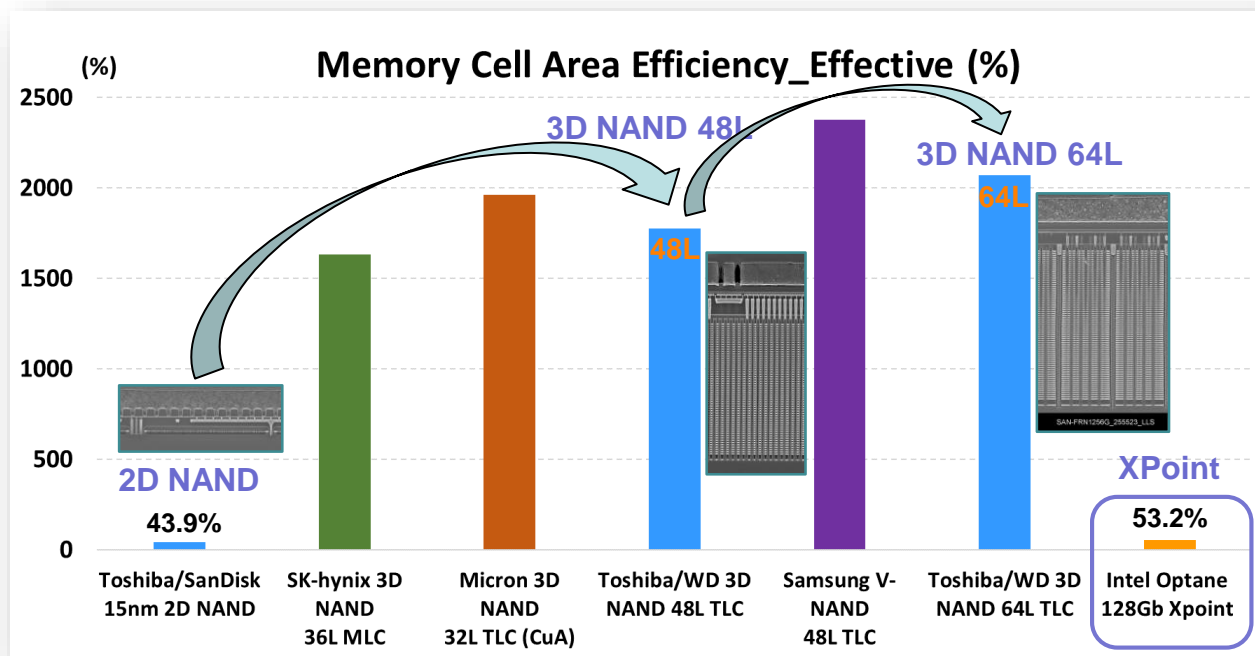 Memory Cell Area Efficiency_Effective (%)
(%)
2500
2000
1500
1000
500
0
3D NAND 48L
3D NAND 64L
48L
64L
SAN-FRN1256G_255523_LLS
2D NAND
43.9%
XPoint
53.2%
Toshiba/SanDisk
15nm 2D NAND
SK-hynix 3D
NAND
36L MLC
Micron 3D
NAND
32L TLC (CuA)
Toshiba/WD 3D
NAND 48L TLC
Samsung V-
NAND
48L TLC
Toshiba/WD 3D
NAND 64L TLC
Intel Optane
128Gb Xpoint